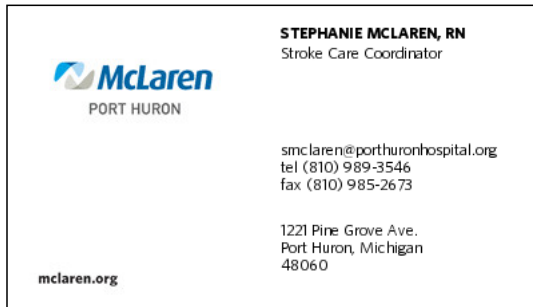 McLaren
PORT HURON
mclaren.org
STEPHANIE MCLAREN, RN
Stroke Care Coordinator
smclaren@porthuronhospital.org
tel (810) 989-3546
fax (810) 985-2673
1221 Pine Grove Ave.
Port Huron, Michigan
48060